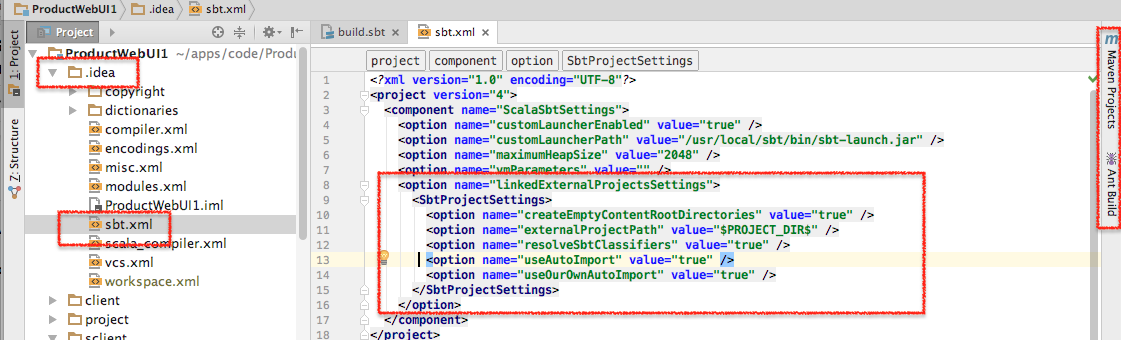 ProductWebUI1 .idea sbt.xml
Project
build.sbt sbt.xml
1: Project
Z: Structure
ProductWebUI1 ~/apps/code/Produ
.idea
copyright
dictionaries
compiler.xml
encodings.xml
misc.xml
modules.xml
ProductWebUI1.iml
sbt.xml
scala_compiler.xml
vcs.xml
workspace.xml
client
project
sclient
project component option SbtProjectSettings
1 <?xml version="1.0" encoding="UTF-8"?>
2 <project version="4">
3 <component name="ScalaSbtSettings">
4 <option name="customLauncherEnabled" value="true" />
5 <option name="customLauncherPath" value="/usr/local/sbt/bin/sbt-launch.jar" />
6 <option name="maximumHeapSize" value="2048" />
7 <option name="vmParameters" value="" />
8 <option name="linkedExternalProjectsSettings">
9 <SbtProjectSettings>
10 <option name="createEmptyContentRootDirectories" value="true" />
11 <option name="externalProjectPath" value="$PROJECT_DIR$" />
12 <option name="resolveSbtClassifiers" value="true" />
13 <option name="useAutoImport" value="true" />
14 <option name="useOurOwnAutoImport" value="true" />
15 </SbtProjectSettings>
16 </option>
17 </component>
18 </project>
m Maven Projects
Ant Build